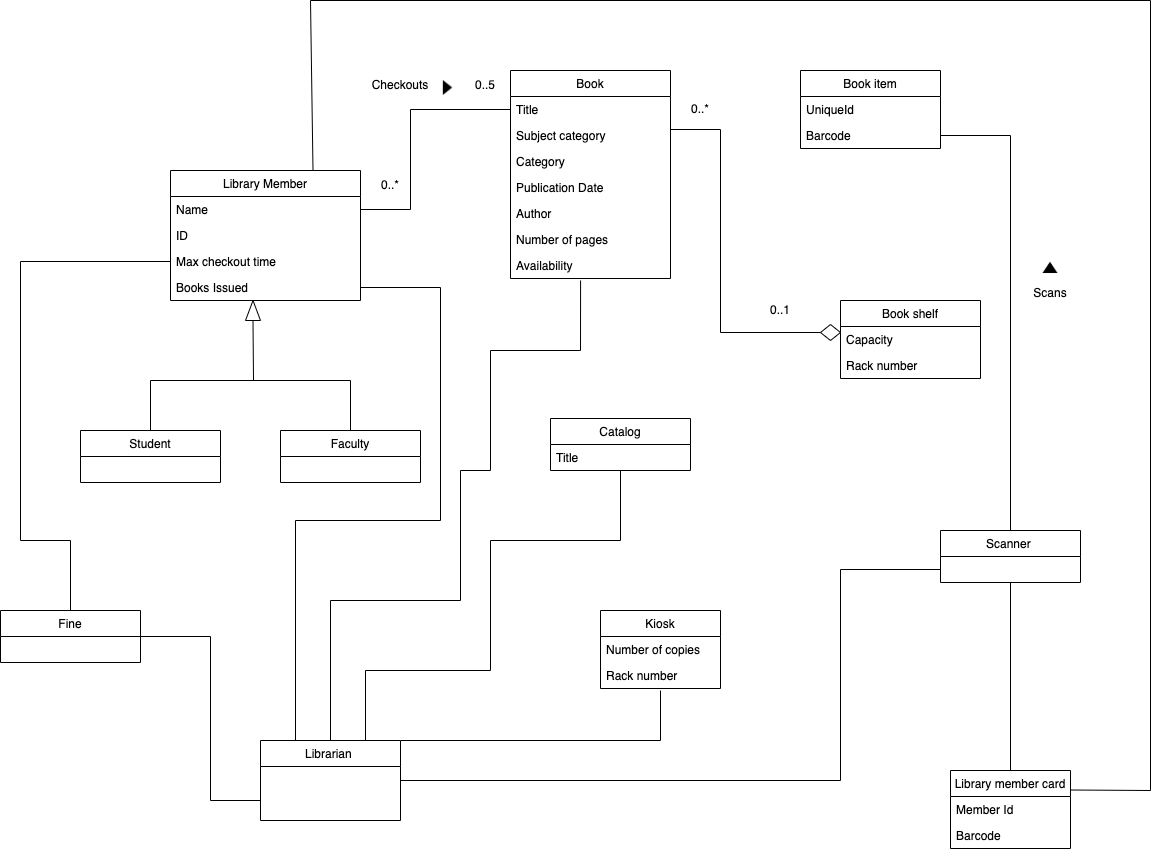 Checkouts
0..5
Book
Title
Subject category
Category
Publication Date
Author
Number of pages
Availability
0..*
Book item
UniqueId
Barcode
Library Member
Name
ID
Max checkout time
Books Issued
0..*
Scans
0..1
Book shelf
Capacity
Rack number
Student
Faculty
Catalog
Title
Scanner
Fine
Kiosk
Number of copies
Rack number
Librarian
Library member card
Member Id
Barcode